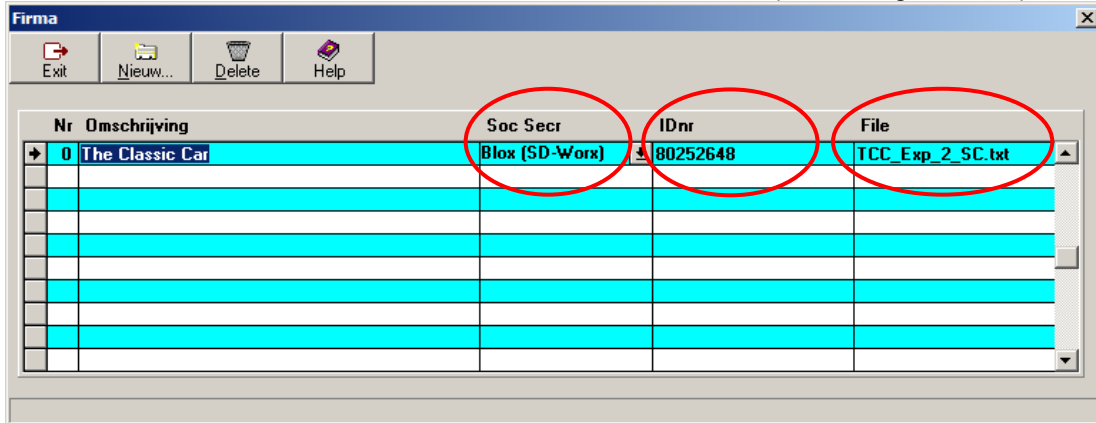 Firma
Exit Nieuw... Delete Help
Nr Omschrijving Soc Secr IDnr File
0 The Classic Car Blox (SD-Worx) 80252648 TCC_Exp_2_SC.txt